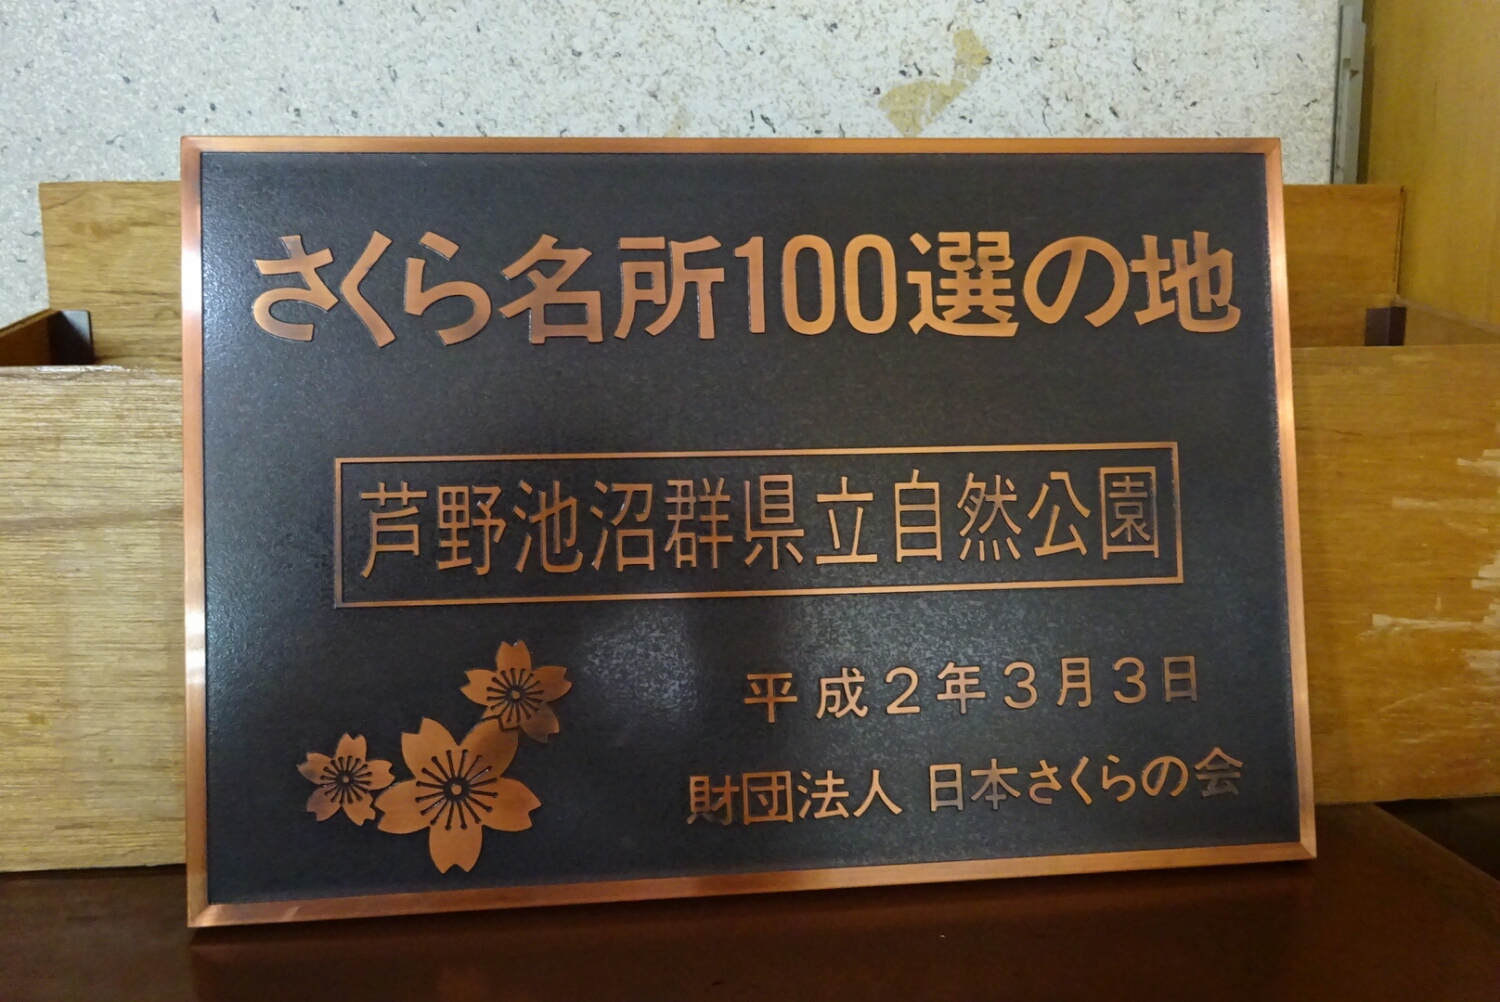 さくら名所100選の地
芦野池沼群県立自然公園
平成2年3月3日
財団法人 日本さくらの会